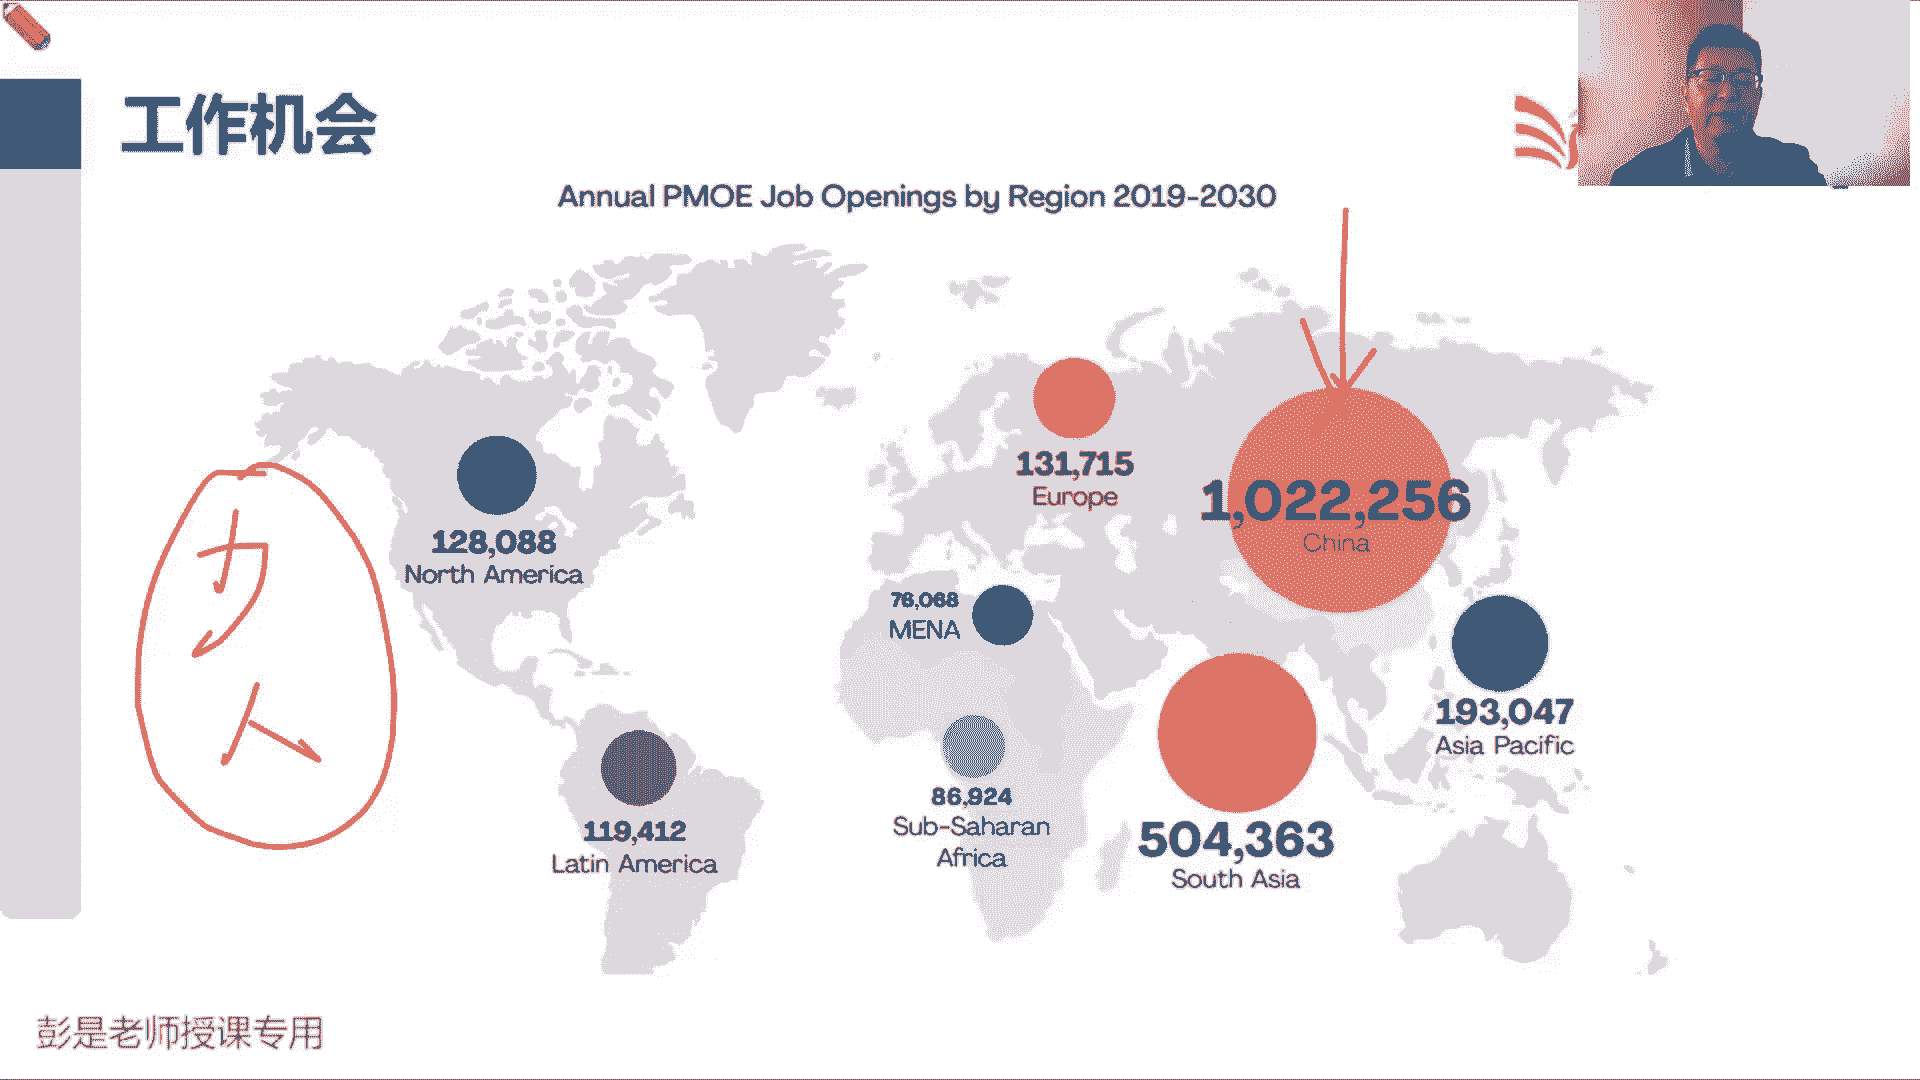 工作机会
Annual PMOE Job Openings by Region 2019-2030
131,715
Europe
1,022,256
China
128,088
North America
76,068
MENA
193,047
Asia Pacific
119,412
Latin America
86,924
Sub-Saharan
Africa
504,363
South Asia
人
彭是老师授课专用